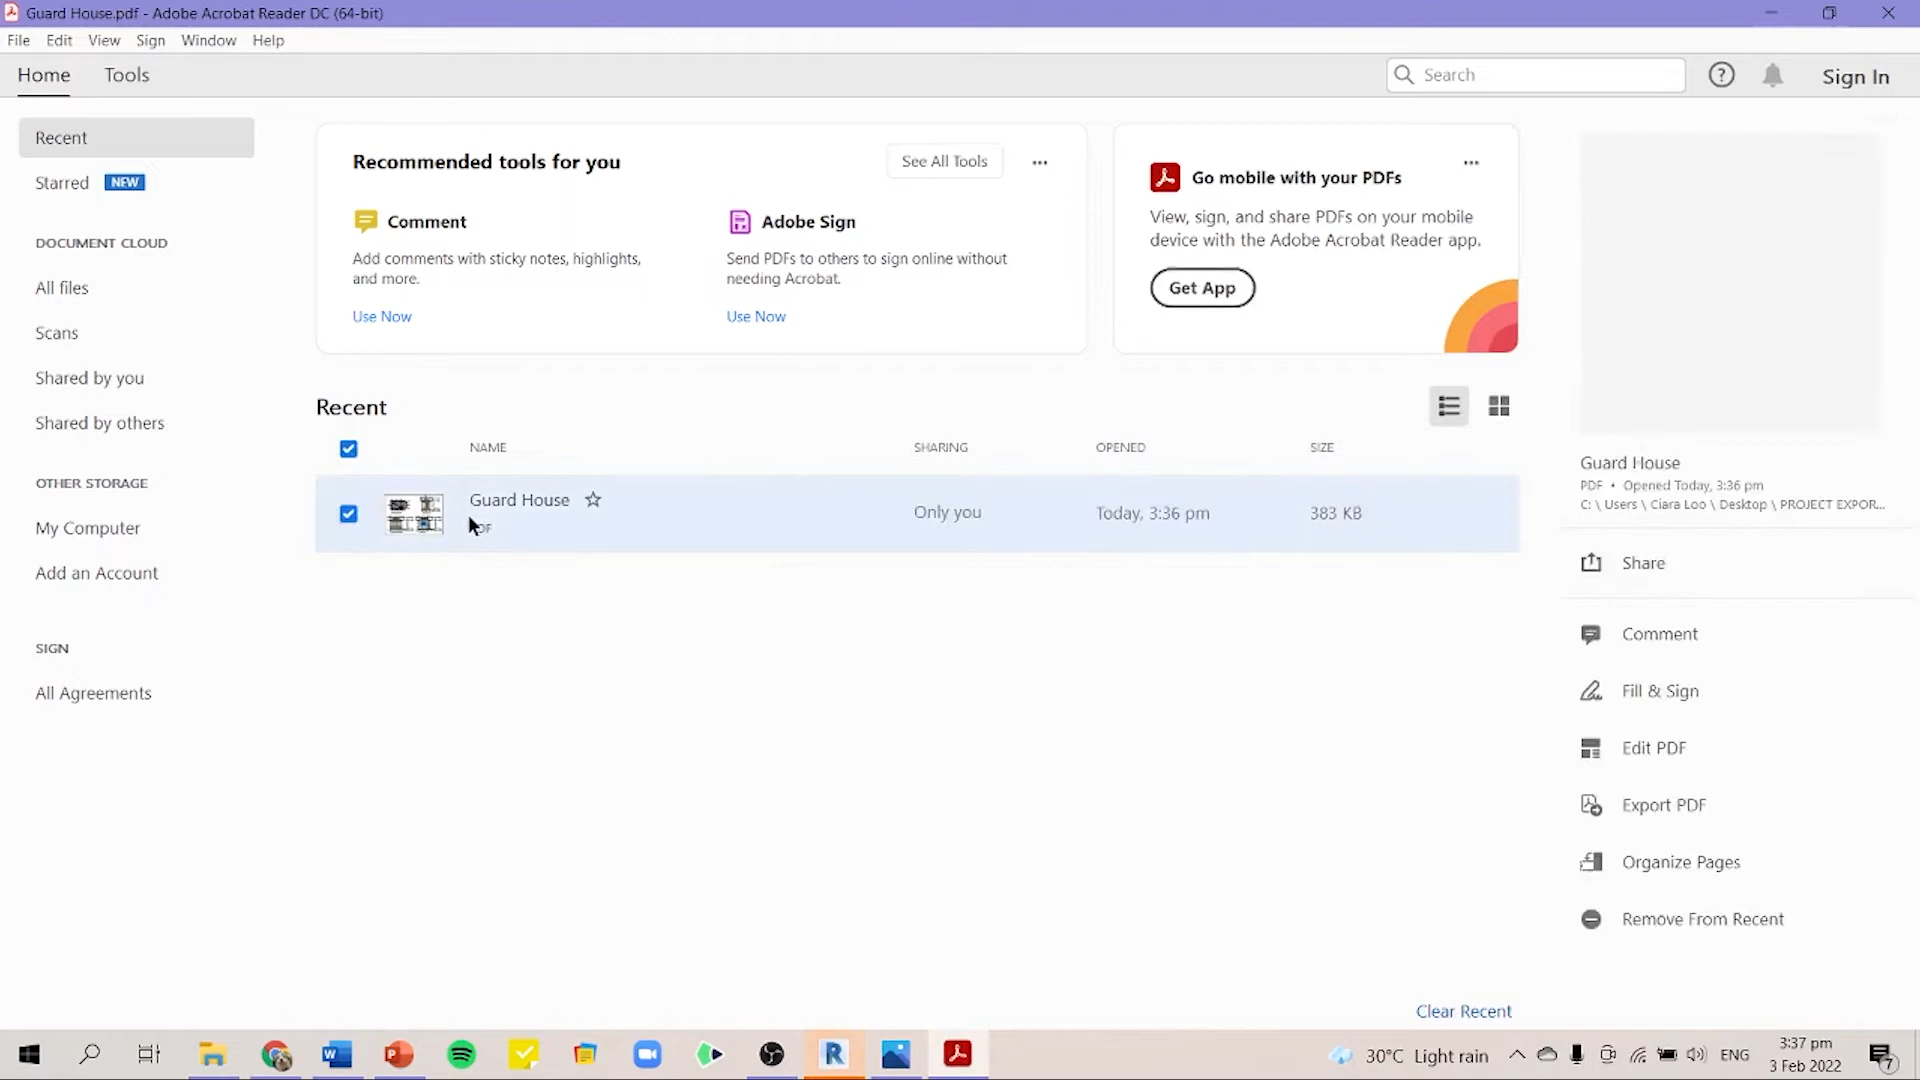 Guard House.pdf - Adobe Acrobat Reader DC (64-bit)
File Edit View Sign Window Help
Home Tools
Search
Sign In
Recent
Starred NEW
DOCUMENT CLOUD
All files
Scans
Shared by you
Shared by others
OTHER STORAGE
My Computer
Add an Account
SIGN
All Agreements
Recommended tools for you
See All Tools
Comment
Add comments with sticky notes, highlights,
and more.
Use Now
Adobe Sign
Send PDFs to others to sign online without
needing Acrobat.
Use Now
Go mobile with your PDFs
View, sign, and share PDFs on your mobile
device with the Adobe Acrobat Reader app.
Get App
Recent
NAME SHARING OPENED SIZE
Guard House
Only you Today, 3:36 pm 383 KB
Clear Recent
Guard House
PDF • Opened Today, 3:36 pm
C: \ Users \ Ciara Loo \ Desktop \ PROJECT EXPOR...
Share
Comment
Fill & Sign
Edit PDF
Export PDF
Organize Pages
Remove From Recent
30°C Light rain
ENG
3:37 pm
3 Feb 2022
7